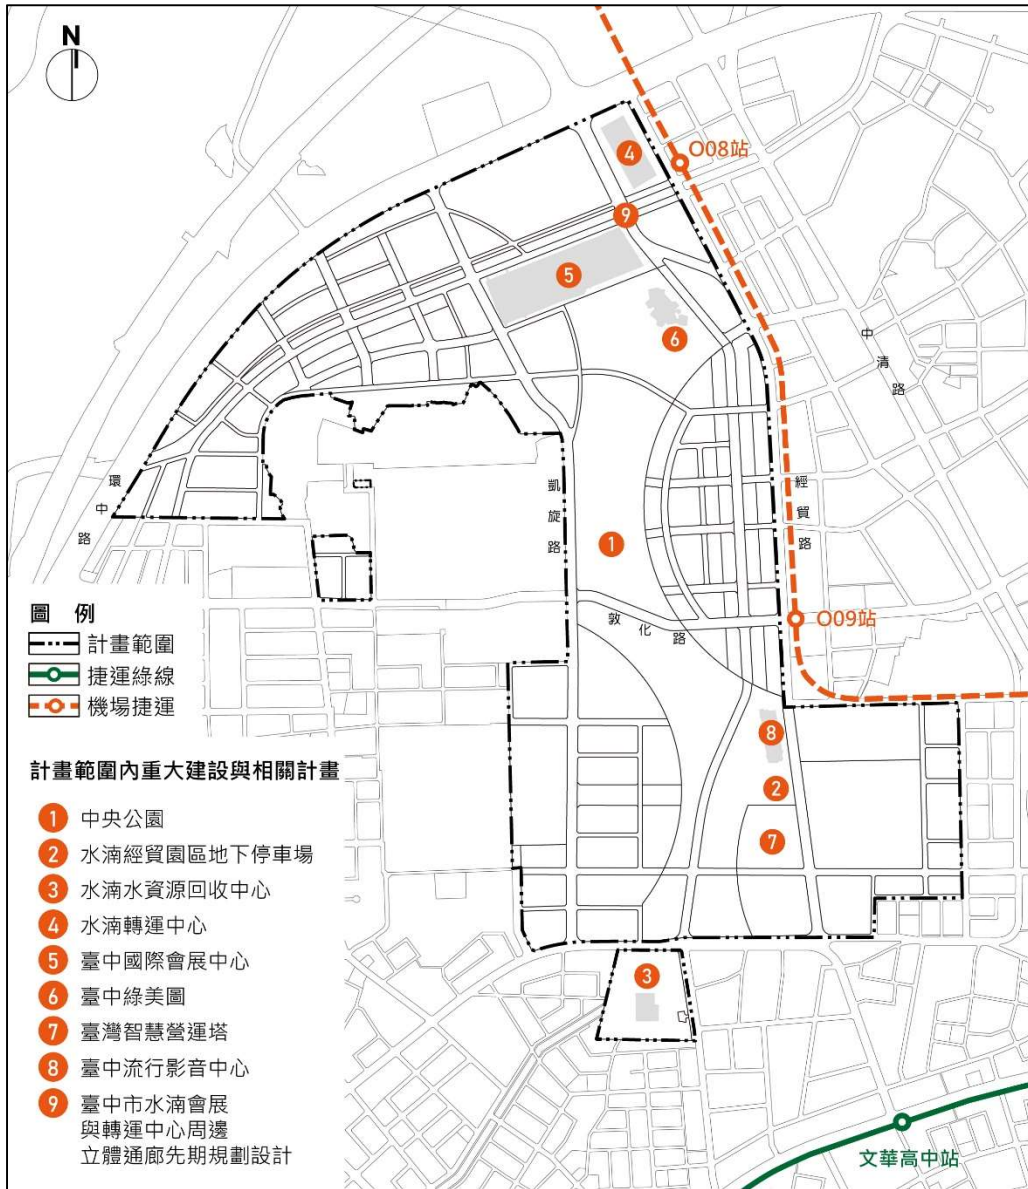 N
4
O08站
9
5
6
中清路
環中路
凱旋路
1
經貿路
敦化路
O09站
圖 例
計畫範圍
捷運綠線
機場捷運
8
2
7
計畫範圍內重大建設與相關計畫
1 中央公園
2 水湳經貿園區地下停車場
3 水湳水資源回收中心
4 水湳轉運中心
5 臺中國際會展中心
6 臺中綠美圖
7 臺灣智慧營運塔
8 臺中流行影音中心
9 臺中市水湳會展
與轉運中心周邊
立體通廊先期規劃設計
3
文華高中站